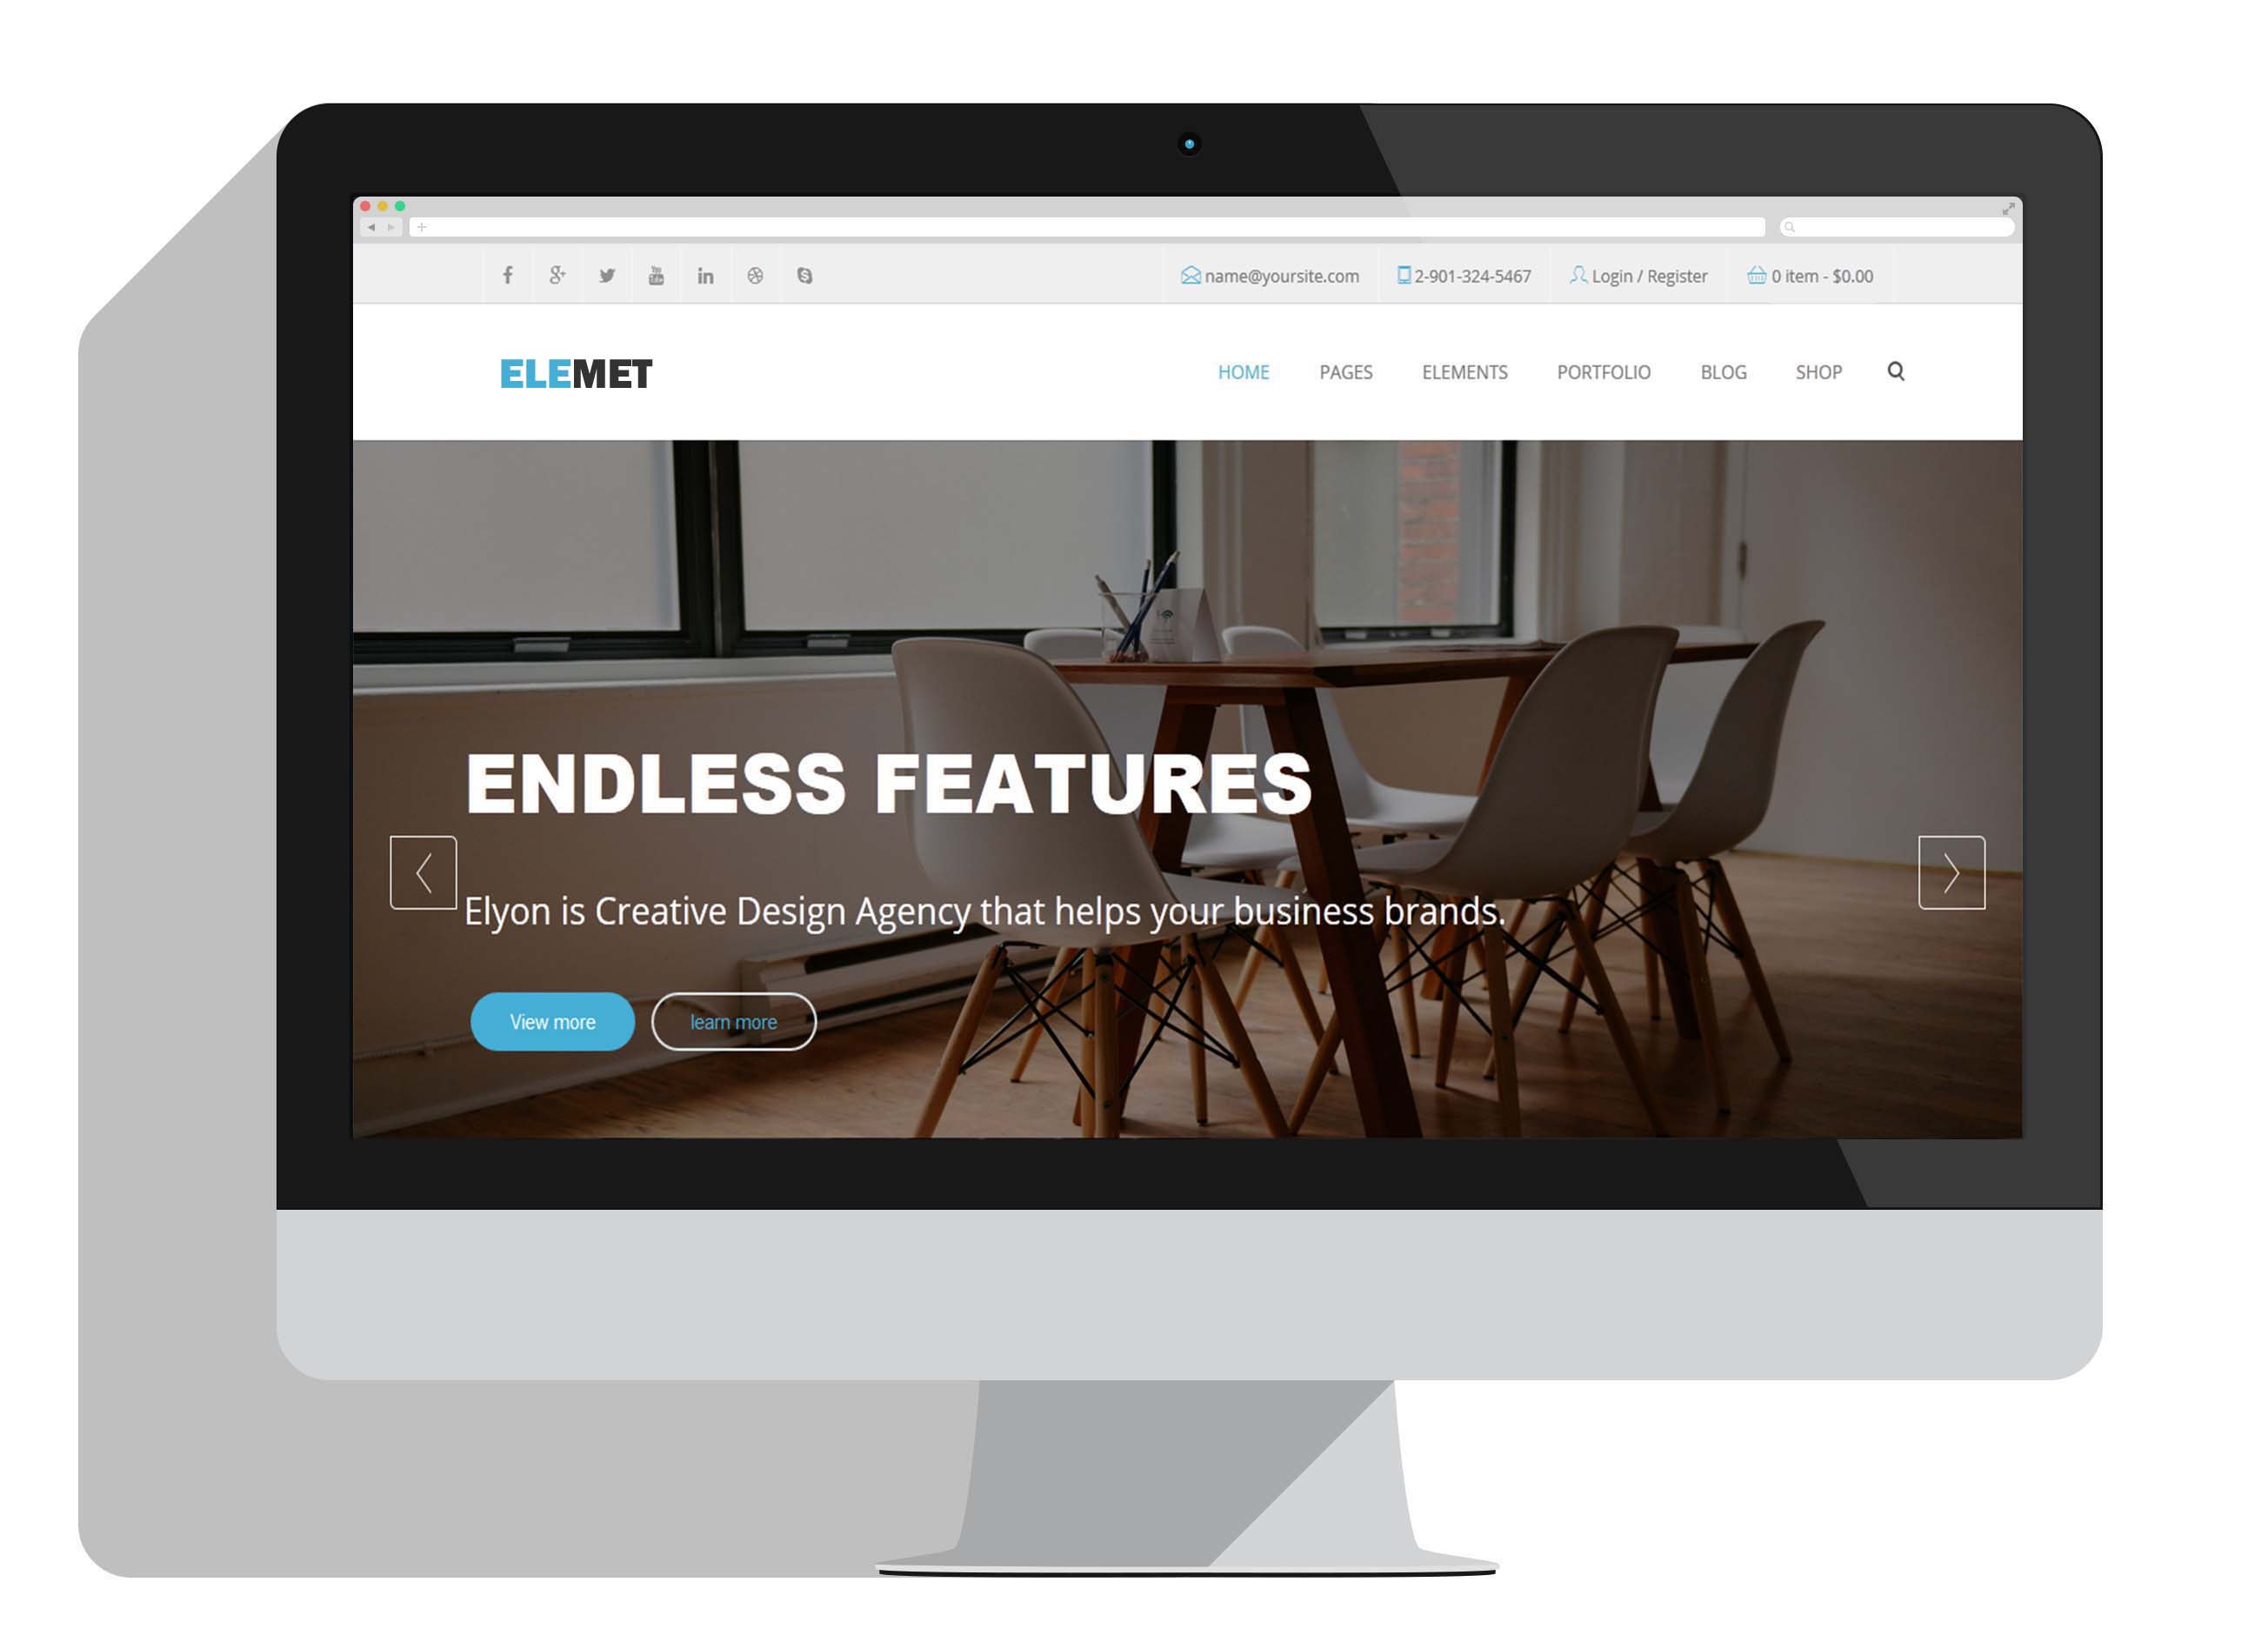 name@yoursite.com 2-901-324-5467 Login / Register 0 item - $0.00
ELEMET HOME PAGES ELEMENTS PORTFOLIO BLOG SHOP
ENDLESS FEATURES
Elyon is Creative Design Agency that helps your business brands.
View more learn more